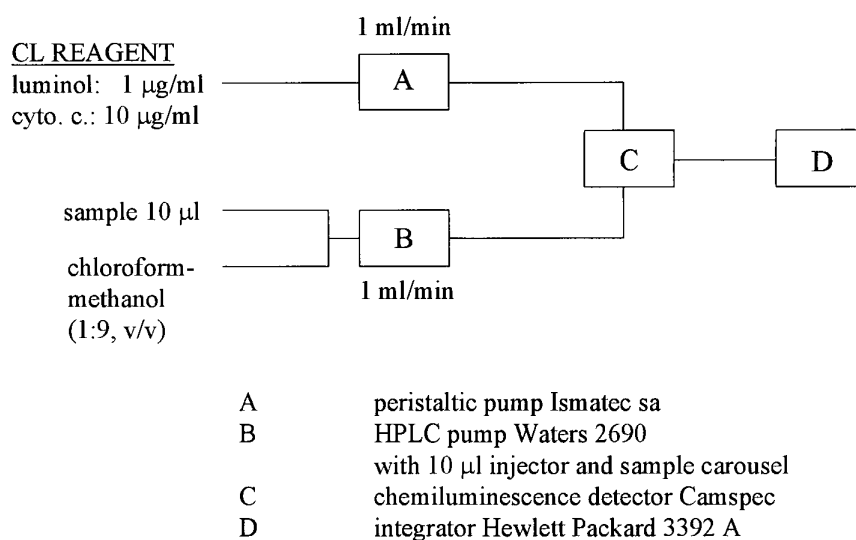 1 ml/min
CL REAGENT
luminol: 1 μg/ml
cyto. c.: 10 μg/ml
A
C
D
sample 10 μl
B
chloroform-
methanol
(1:9, v/v)
1 ml/min
A peristaltic pump Ismatec sa
B HPLC pump Waters 2690
with 10 μl injector and sample carousel
C chemiluminescence detector Camspec
D integrator Hewlett Packard 3392 A